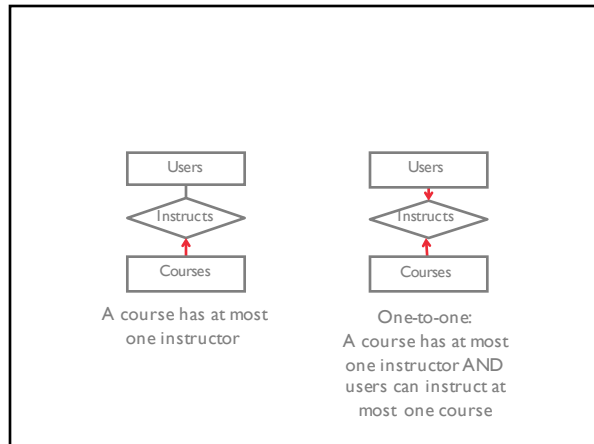 Users
Instructs
Courses
A course has at most
one instructor
Users
Instructs
Courses
One-to-one:
A course has at most
one instructor AND
users can instruct at
most one course